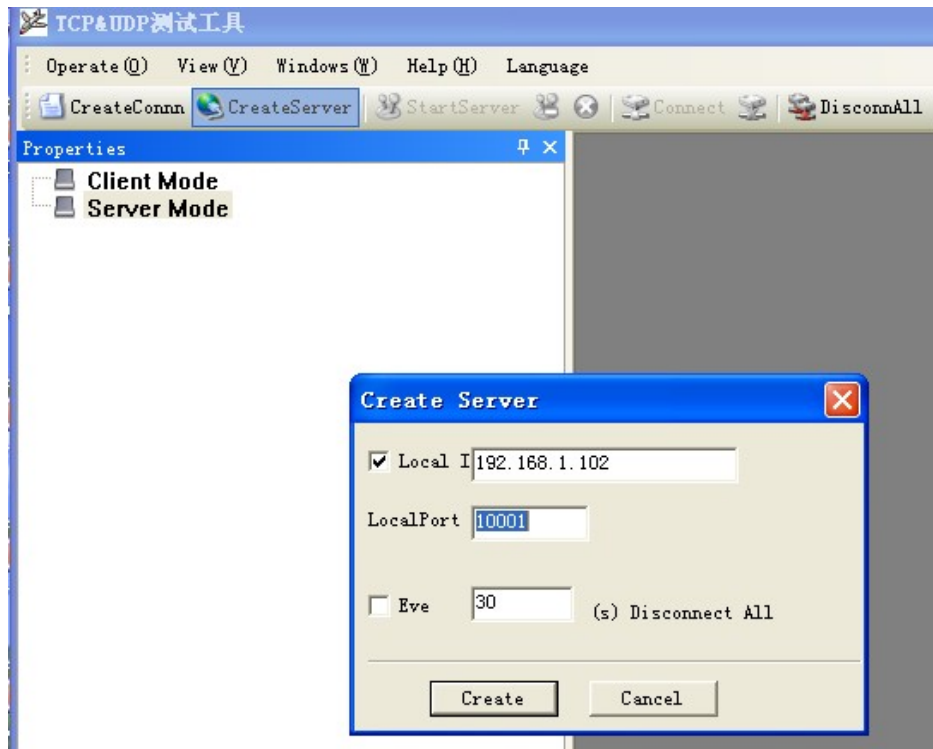 TCP&UDP测试工具
Operate(O) View(V) Windows(W) Help(H) Language
CreateConnn CreateServer StartServer Connect DisconnAll
Properties
Client Mode
Server Mode
Create Server
Local I 192.168.1.102
LocalPort 10001
Eve 30 (s) Disconnect All
Create Cancel